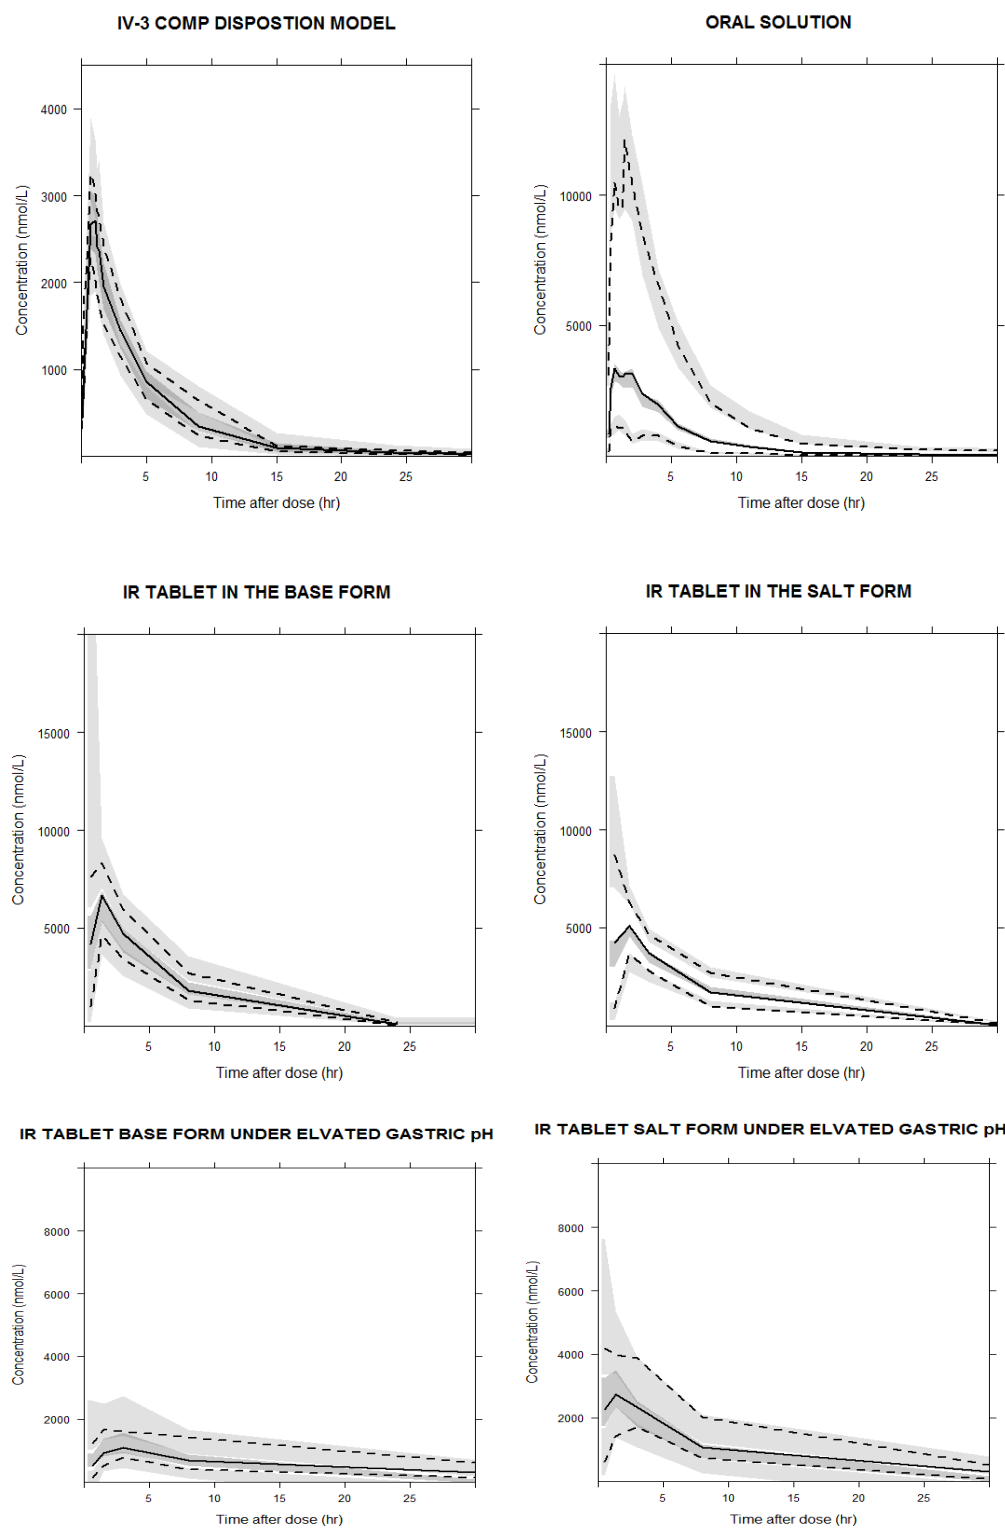 IV-3 COMP DISPOSTION MODEL
Concentration (nmol/L)
4000
3000
2000
1000
5 10 15 20 25
Time after dose (hr)
ORAL SOLUTION
Concentration (nmol/L)
10000
5000
5 10 15 20 25
Time after dose (hr)
IR TABLET IN THE BASE FORM
Concentration (nmol/L)
15000
10000
5000
5 10 15 20 25
Time after dose (hr)
IR TABLET IN THE SALT FORM
Concentration (nmol/L)
15000
10000
5000
5 10 15 20 25
Time after dose (hr)
IR TABLET BASE FORM UNDER ELVATED GASTRIC pH
Concentration (nmol/L)
8000
6000
4000
2000
5 10 15 20 25
Time after dose (hr)
IR TABLET SALT FORM UNDER ELVATED GASTRIC pH
Concentration (nmol/L)
8000
6000
4000
2000
5 10 15 20 25
Time after dose (hr)